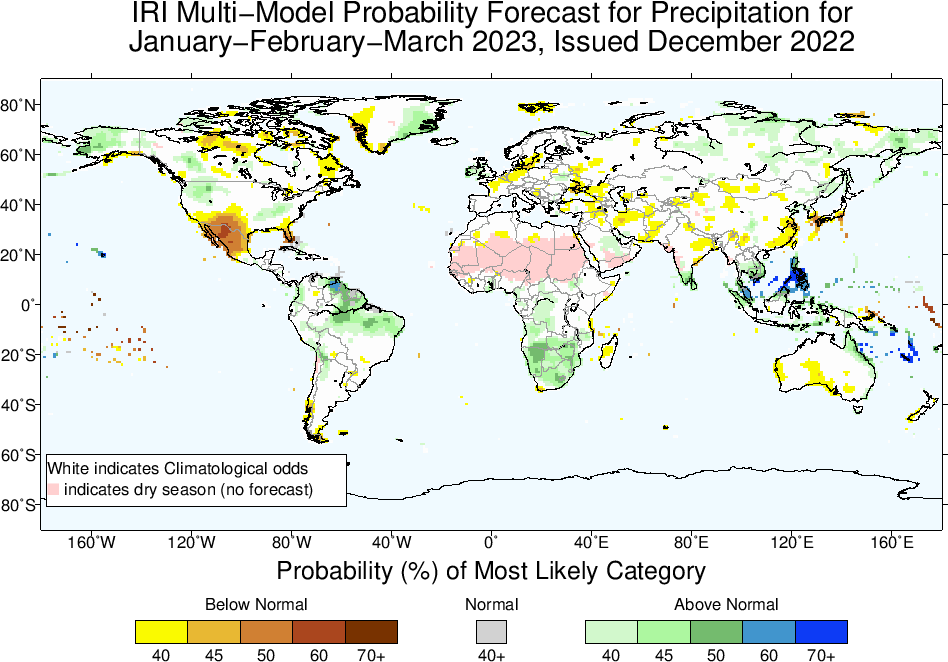 IRI Multi−Model Probability Forecast for Precipitation for
January−February−March 2023, Issued December 2022
80˚N
60˚N
40˚N
20˚N
0˚
20˚S
40˚S
60˚S
80˚S
White indicates Climatological odds
indicates dry season (no forecast)
160˚W 120˚W 80˚W 40˚W 0˚ 40˚E 80˚E 120˚E 160˚E
Probability (%) of Most Likely Category
Below Normal Normal Above Normal
40 45 50 60 70+ 40+ 40 45 50 60 70+